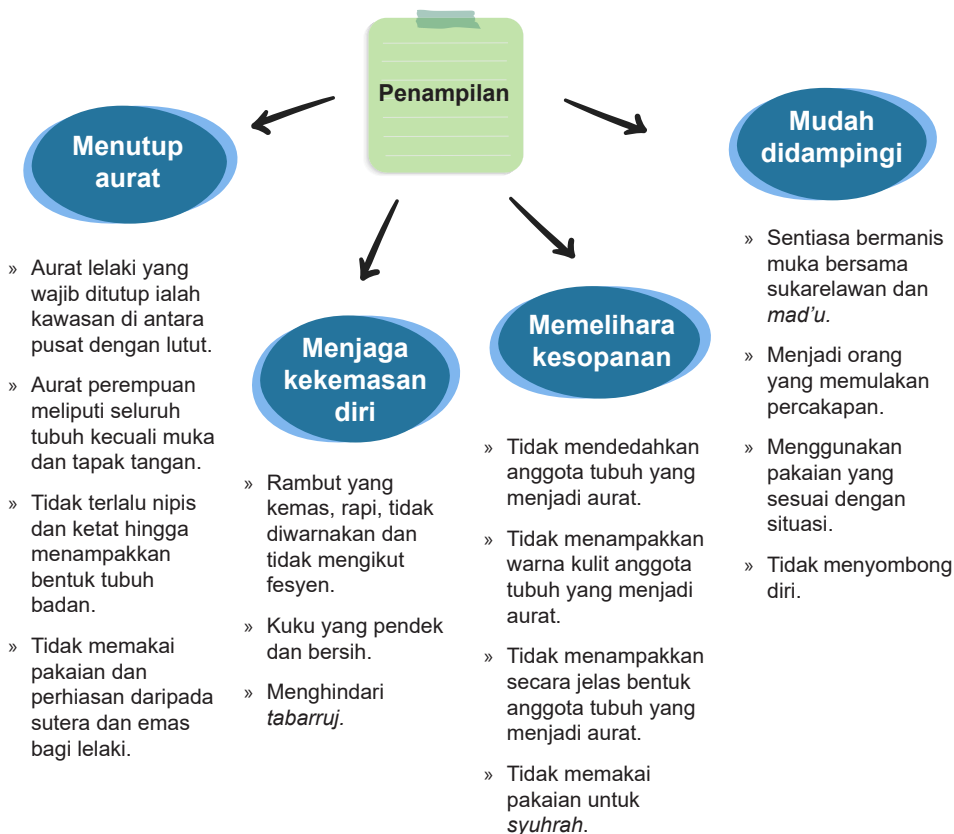 Penampilan
Menutup
aurat
» Aurat lelaki yang
wajib ditutup ialah
kawasan di antara
pusat dengan lutut.
» Aurat perempuan
meliputi seluruh
tubuh kecuali muka
dan tapak tangan.
» Tidak terlalu nipis
dan ketat hingga
menampakkan
bentuk tubuh
badan.
» Tidak memakai
pakaian dan
perhiasan daripada
sutera dan emas
bagi lelaki.
Menjaga
kekemasan
diri
» Rambut yang
kemas, rapi, tidak
diwarnakan dan
tidak mengikut
fesyen.
» Kuku yang pendek
dan bersih.
» Menghindari
tabarruj.
Memelihara
kesopanan
» Tidak mendedahkan
anggota tubuh yang
menjadi aurat.
» Tidak menampakkan
warna kulit anggota
tubuh yang menjadi
aurat.
» Tidak menampakkan
secara jelas bentuk
anggota tubuh yang
menjadi aurat.
» Tidak memakai
pakaian untuk
syuhrah.
Mudah
didampingi
» Sentiasa bermanis
muka bersama
sukarelawan dan
mad'u.
» Menjadi orang
yang memulakan
percakapan.
» Menggunakan
pakaian yang
sesuai dengan
situasi.
» Tidak menyombong
diri.